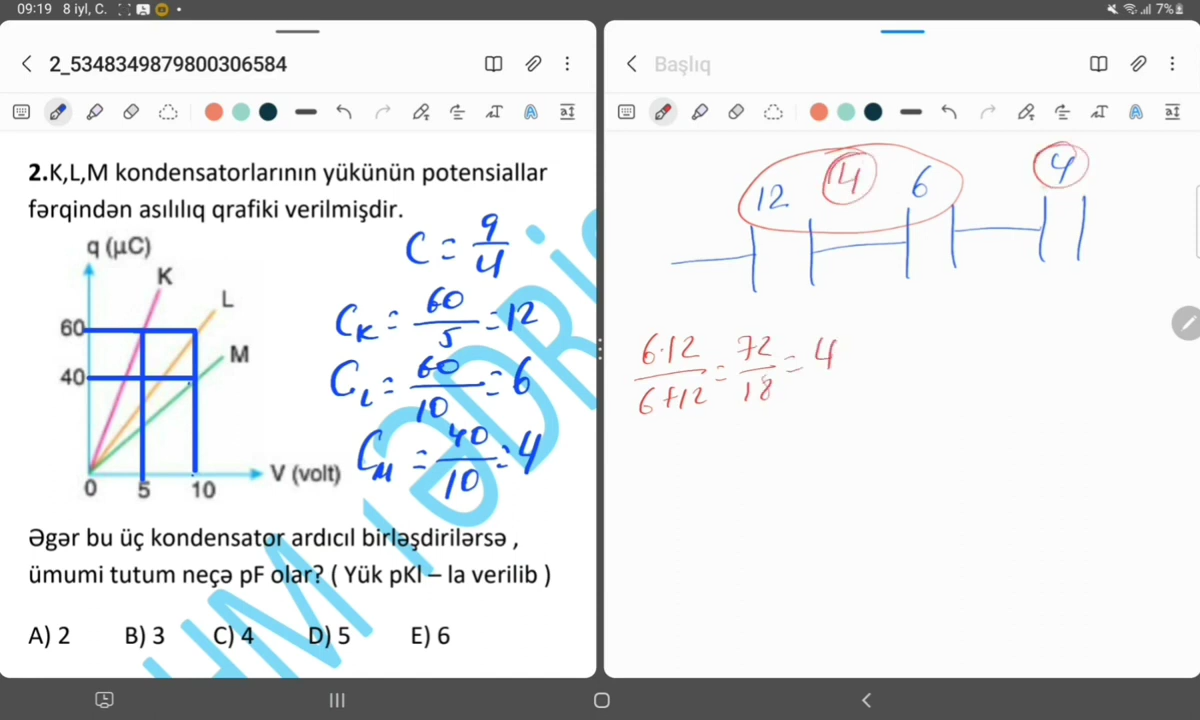 09:19 8 iyl, C. 7%
2_5348349879800306584
Başlıq
2.K,L,M kondensatorlarının yükünün potensiallar
fərqindən asılılıq qrafiki verilmişdir.
q (μC)
K
L
M
60
40
0 5 10 V (volt)
C = q/4
C_K = 60/5 = 12
C_L = 60/10 = 6
C_M = 40/10 = 4
Əgər bu üç kondensator ardıcıl birləşdirilərsə ,
ümumi tutum neçə pF olar? ( Yük pKl – la verilib )
A) 2 B) 3 C) 4 D) 5 E) 6
12 4 6 4
6·12/6+12 = 72/18 = 4